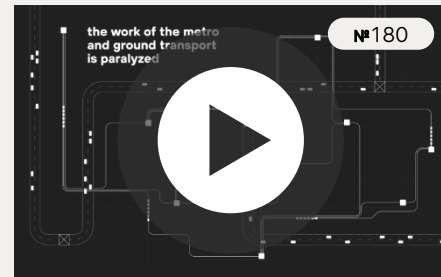 the work of the metro
and ground transport
is paralyzed
№180